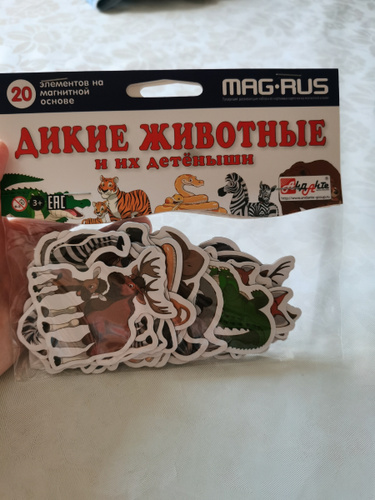 20
элементов на
магнитной
основе
MAG-RUS
ДИКИЕ ЖИВОТНЫЕ
и их детёныши
3+
EAC